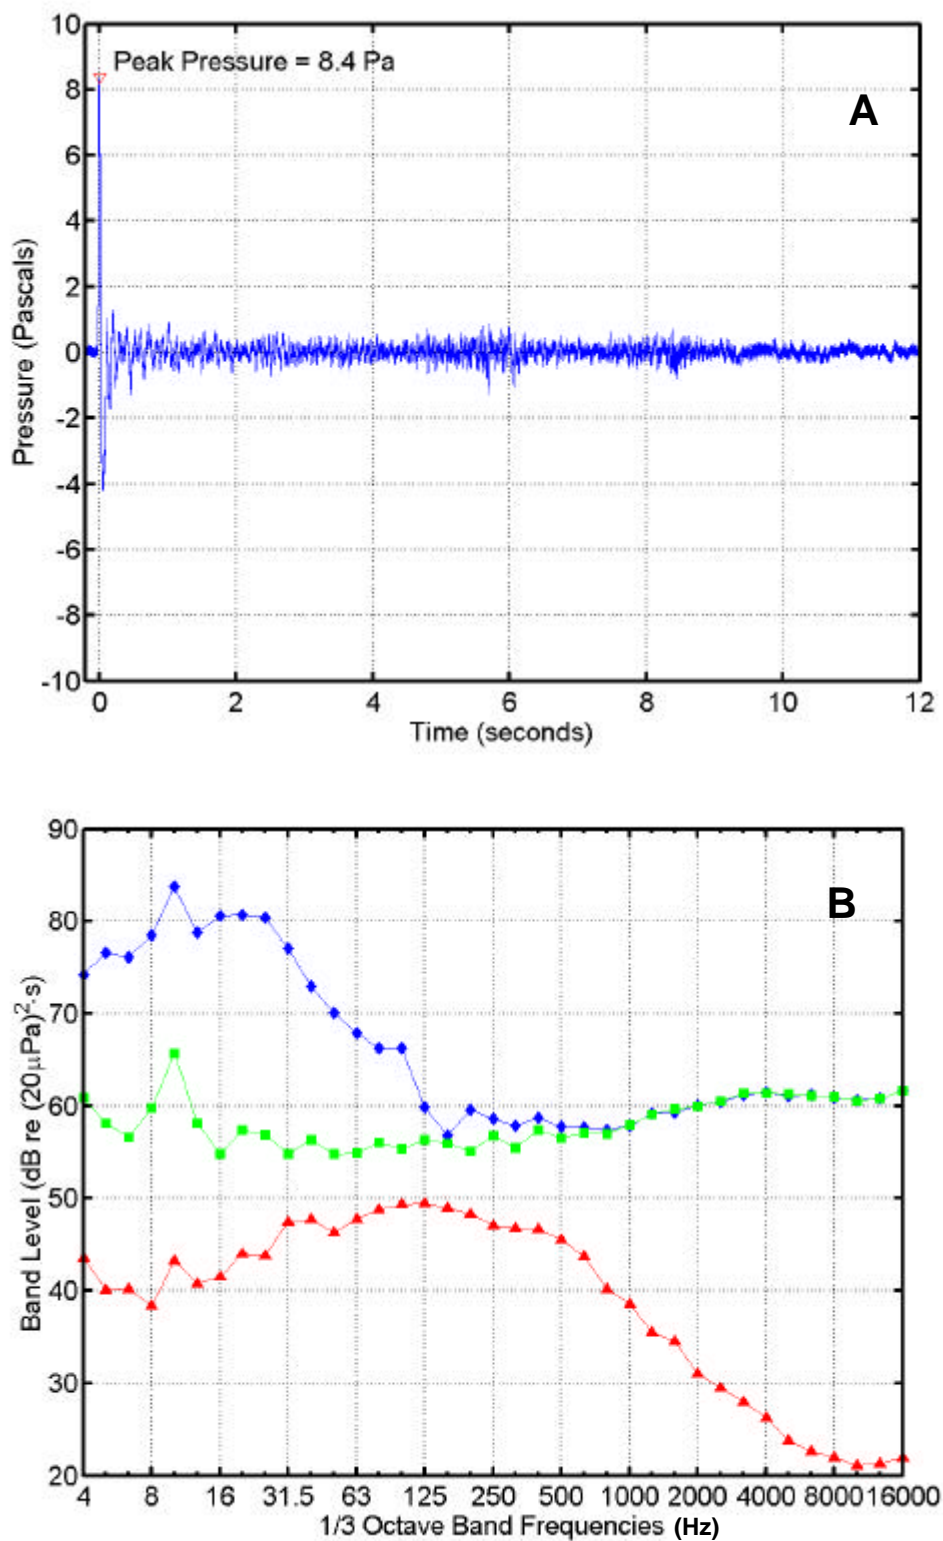 10
Peak Pressure = 8.4 Pa
8
A
6
4
2
0
-2
-4
-6
-8
-10
Pressure (Pascals)
0 2 4 6 8 10 12
Time (seconds)
90
B
80
70
60
50
40
30
20
Band Level (dB re (20µPa)²·s)
4 8 16 31.5 63 125 250 500 1000 2000 4000 8000 16000
1/3 Octave Band Frequencies (Hz)